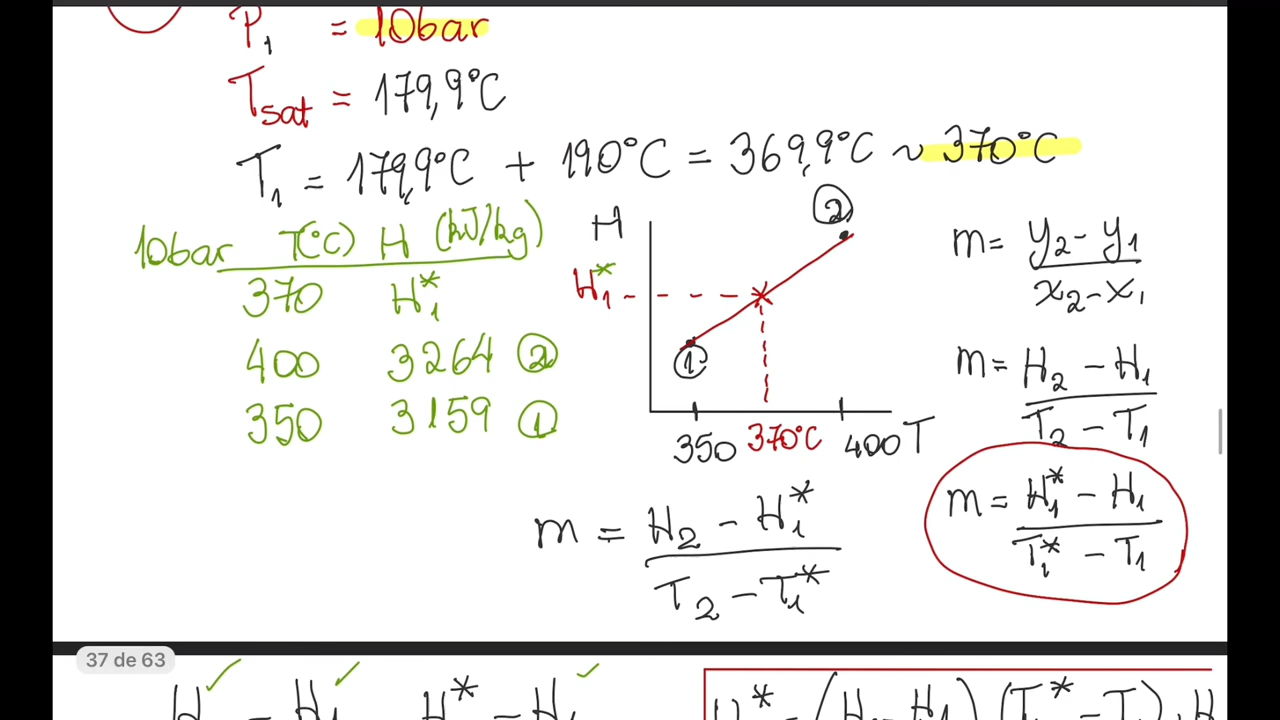 P₁ = 10bar
Tsat = 179,9°C
T₁ = 179,9°C + 190°C = 369,9°C ~ 370°C
10bar T(°C) H (kJ/kg)
370 H₁*
400 3264 ②
350 3159 ①
H
②
H₁*
①
350 370°C 400 T
m = y₂ - y₁ / x₂ - x₁
m = H₂ - H₁ / T₂ - T₁
m = H₁* - H₁ / T₁* - T₁
m = H₂ - H₁* / T₂ - T₁*
37 de 63